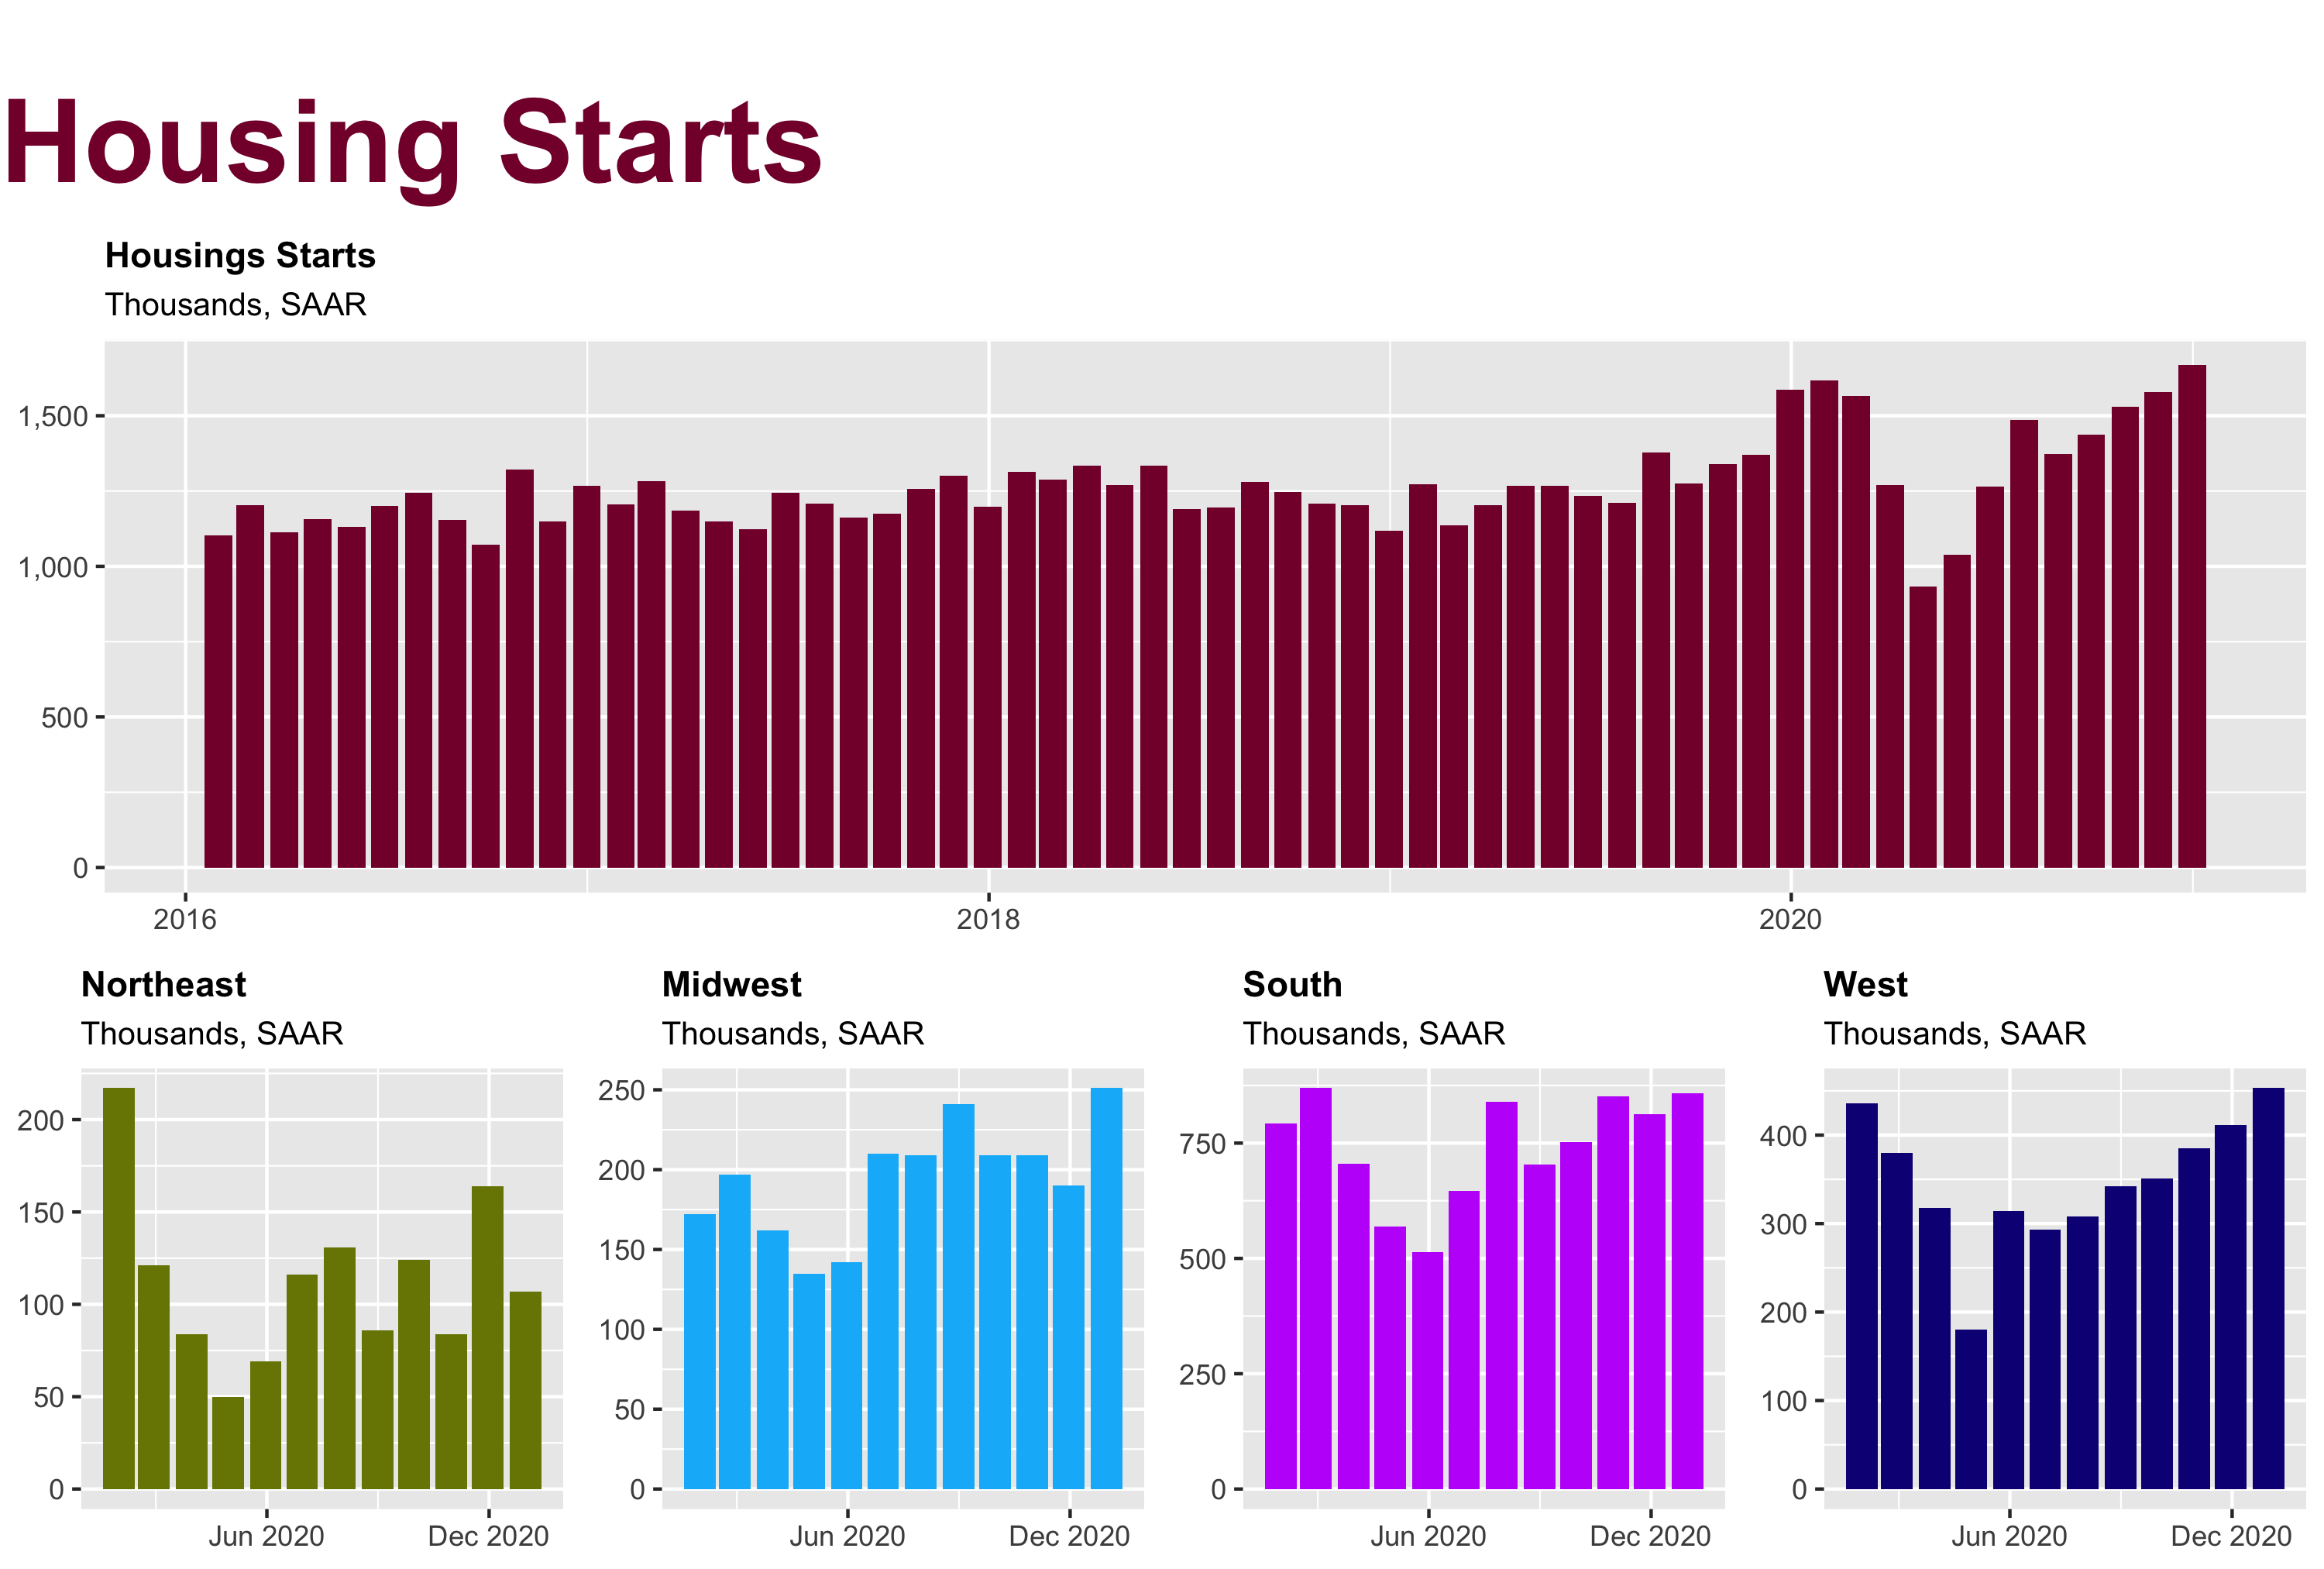 Housing Starts
Housings Starts
Thousands, SAAR
1,500
1,000
500
0
2016 2018 2020
Northeast
Thousands, SAAR
200
150
100
50
0
Jun 2020 Dec 2020
Midwest
Thousands, SAAR
250
200
150
100
50
0
Jun 2020 Dec 2020
South
Thousands, SAAR
750
500
250
0
Jun 2020 Dec 2020
West
Thousands, SAAR
400
300
200
100
0
Jun 2020 Dec 2020